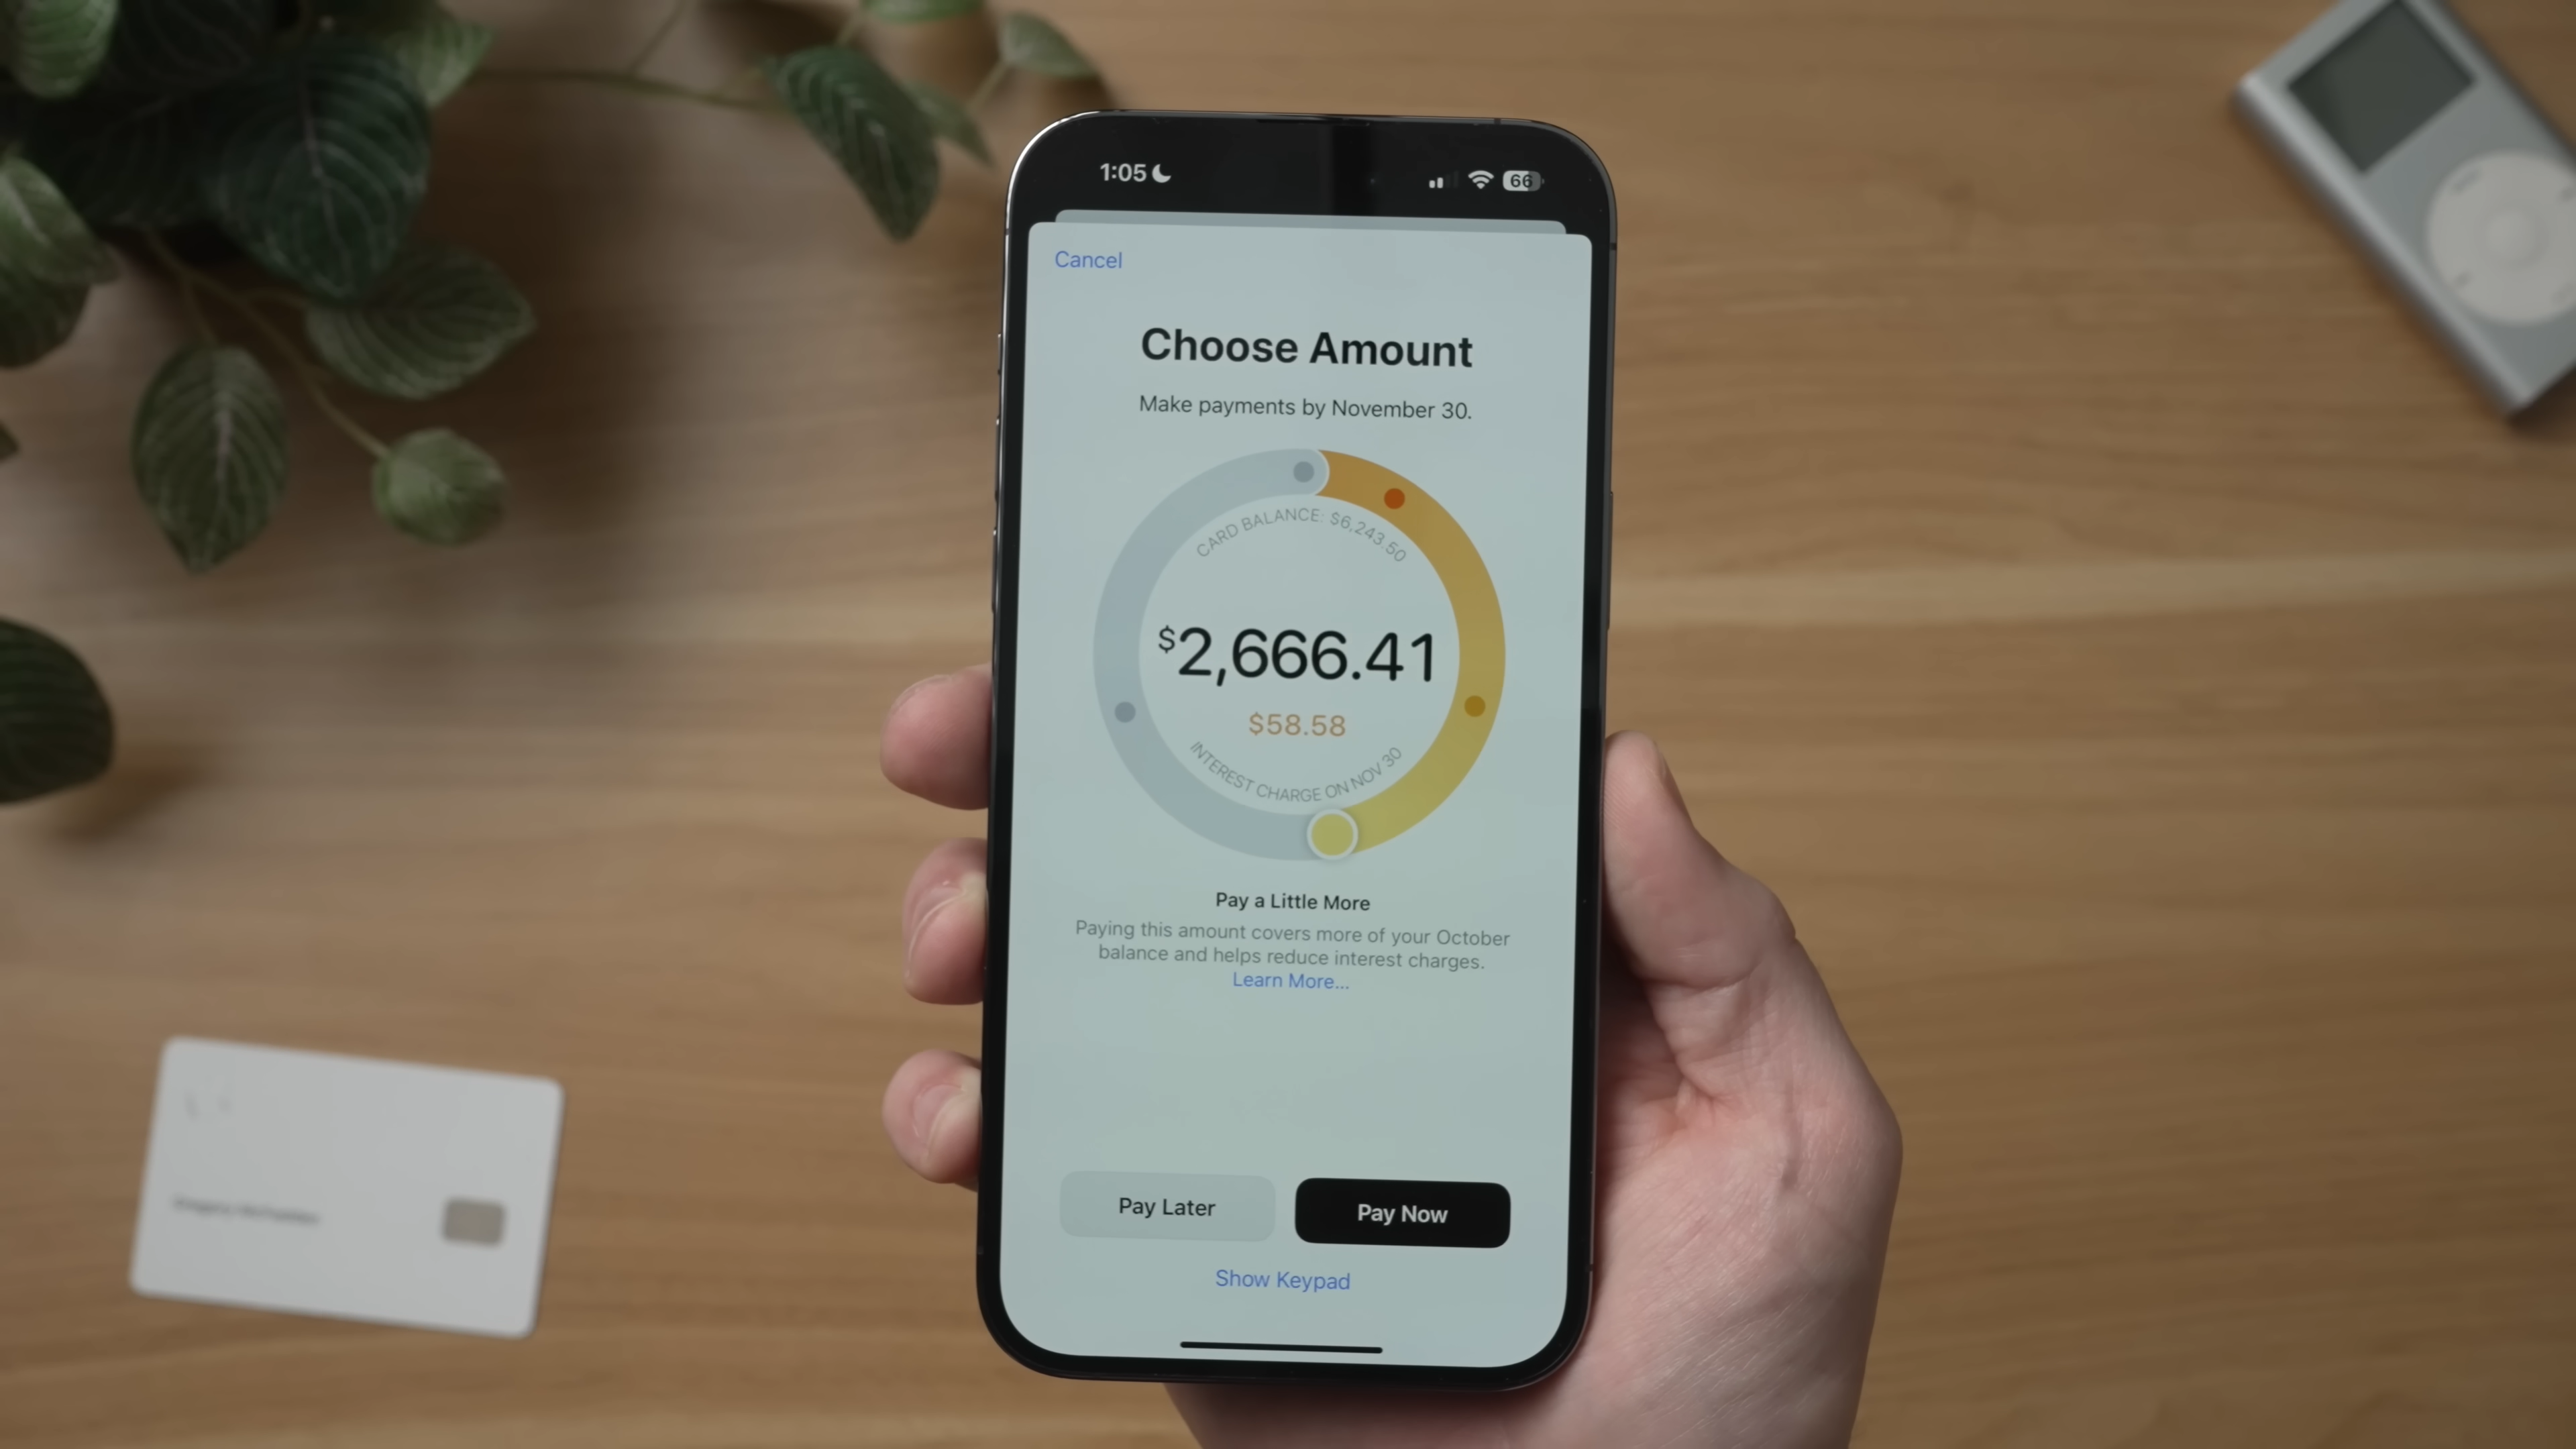 1:05
66
Cancel
Choose Amount
Make payments by November 30.
CARD BALANCE: $6,243.50
$2,666.41
$58.58
INTEREST CHARGE ON NOV 30
Pay a Little More
Paying this amount covers more of your October
balance and helps reduce interest charges.
Learn More...
Pay Later
Pay Now
Show Keypad